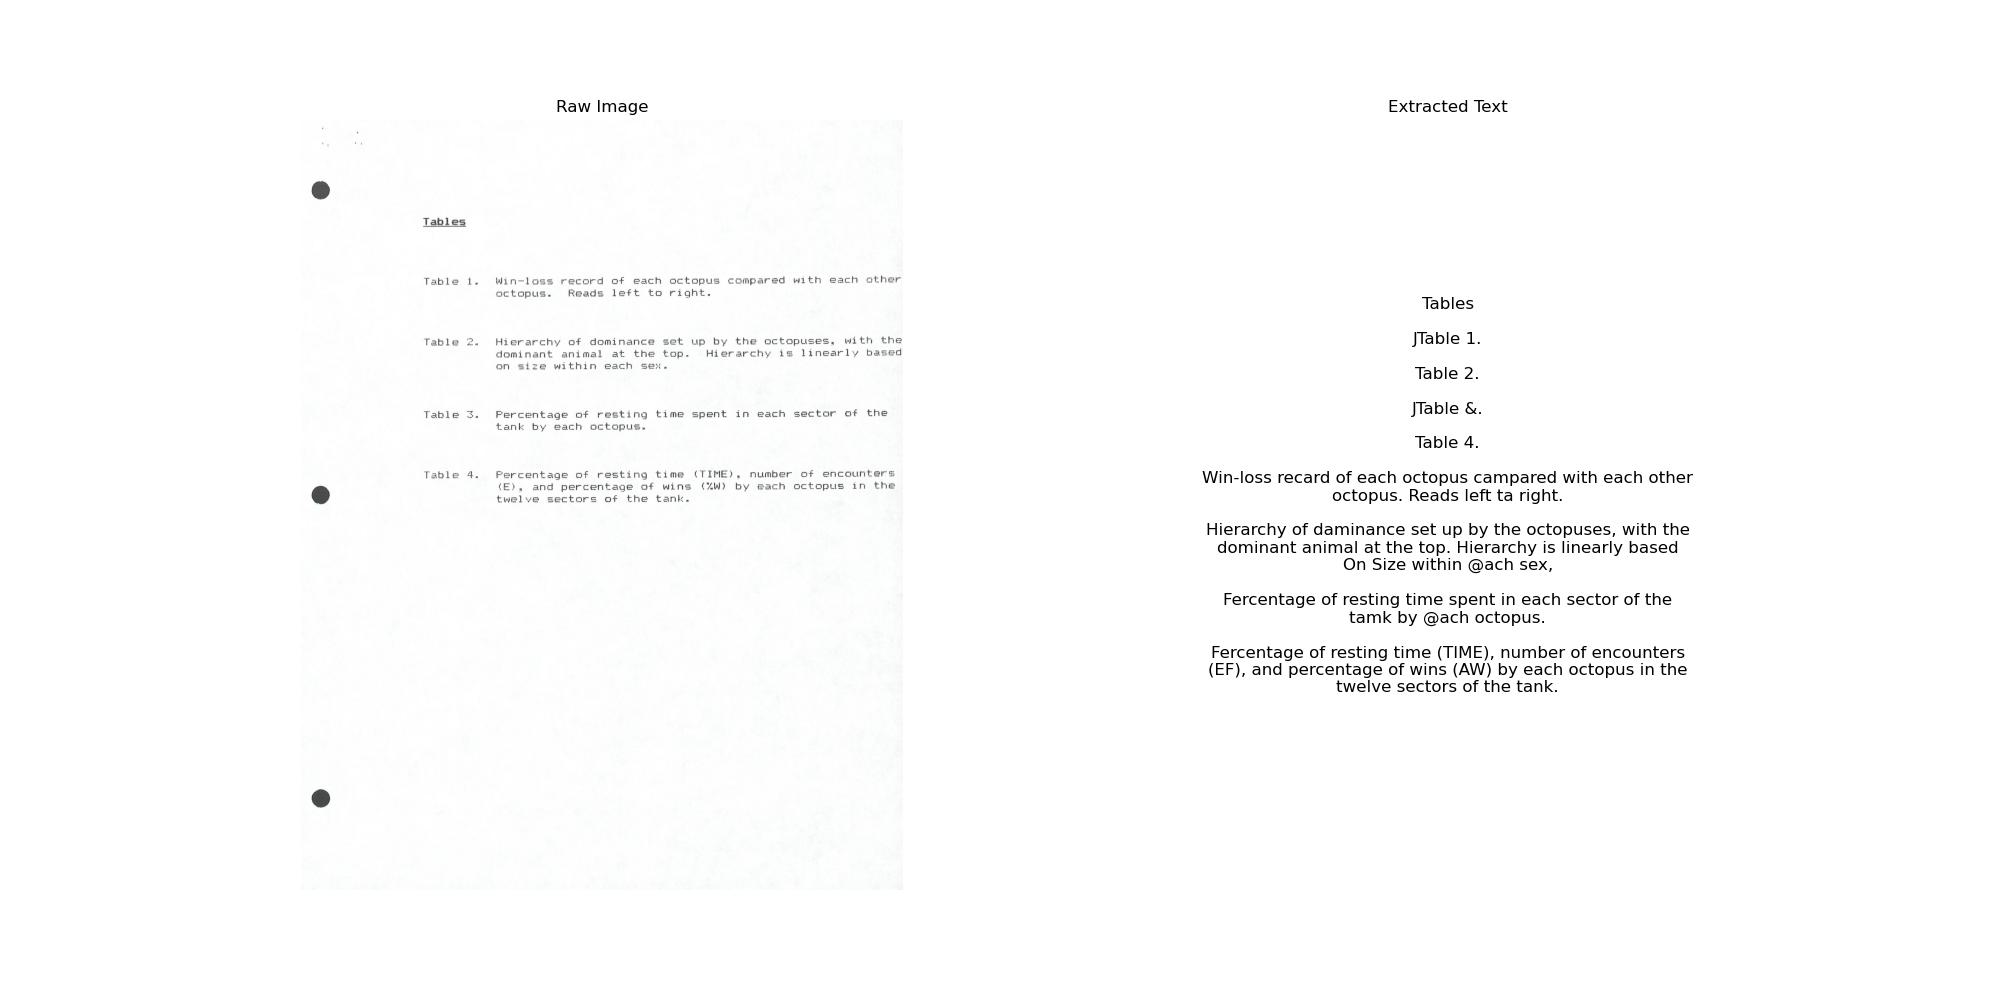 Raw Image
Tables
Table 1. Win-loss record of each octopus compared with each other
octopus. Reads left to right.
Table 2. Hierarchy of dominance set up by the octopuses, with the
dominant animal at the top. Hierarchy is linearly based
on size within each sex.
Table 3. Percentage of resting time spent in each sector of the
tank by each octopus.
Table 4. Percentage of resting time (TIME), number of encounters
(E), and percentage of wins (%W) by each octopus in the
twelve sectors of the tank.
Extracted Text
Tables
JTable 1.
Table 2.
JTable &.
Table 4.
Win-loss record of each octopus campared with each other
octopus. Reads left ta right.
Hierarchy of daminance set up by the octopuses, with the
dominant animal at the top. Hierarchy is linearly based
On Size within @ach sex,
Fercentage of resting time spent in each sector of the
tamk by @ach octopus.
Fercentage of resting time (TIME), number of encounters
(EF), and percentage of wins (AW) by each octopus in the
twelve sectors of the tank.